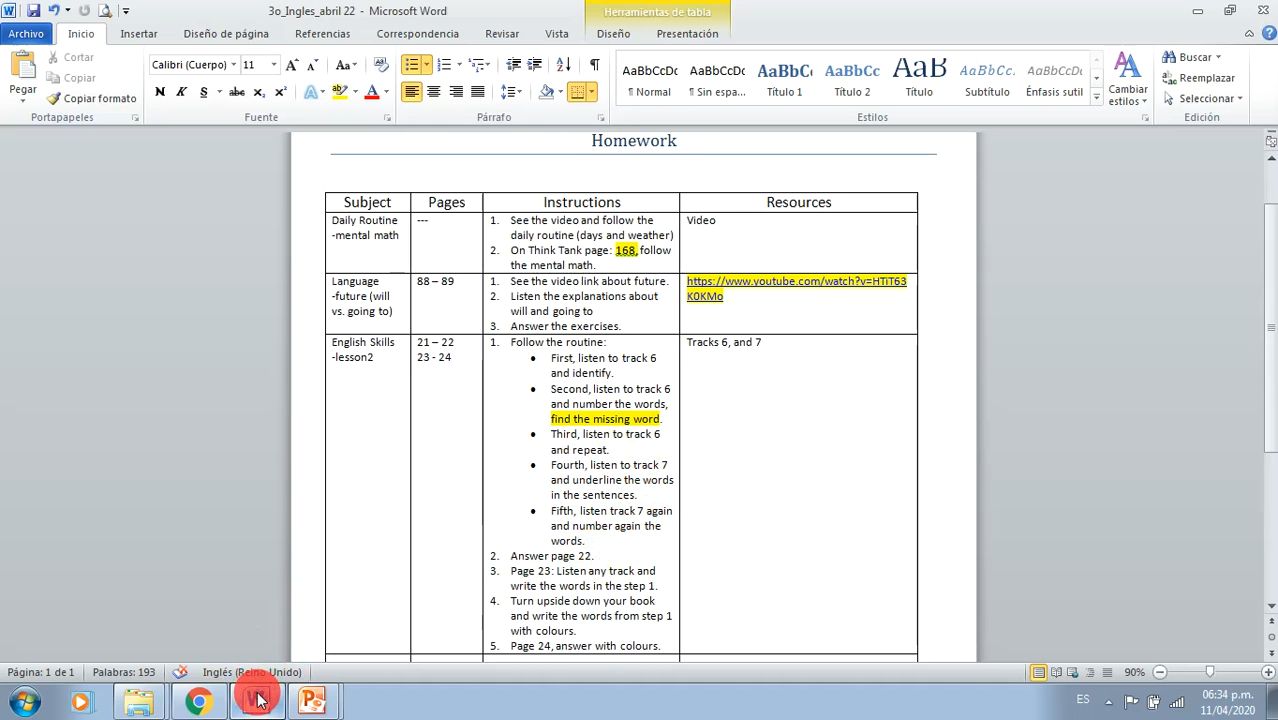 3o_Ingles_abril 22 - Microsoft Word
Herramientas de tabla
Archivo Inicio Insertar Diseño de página Referencias Correspondencia Revisar Vista Diseño Presentación
Pegar
Cortar
Copiar
Copiar formato
Portapapeles
Calibri (Cuerpo) 11
Fuente
Párrafo
AaBbCcDc
¶ Normal
AaBbCcDc
¶ Sin espa...
AaBbC
Título 1
AaBbCc
Título 2
AaB
Título
AaBbCc.
Subtítulo
AaBbCcDc
Énfasis sutil
Cambiar
estilos
Estilos
Buscar
Reemplazar
Seleccionar
Edición
Homework
Subject Pages Instructions Resources
Daily Routine
-mental math
---
1. See the video and follow the
daily routine (days and weather)
2. On Think Tank page: 168, follow
the mental math.
Video
Language
-future (will
vs. going to)
88 – 89
1. See the video link about future.
2. Listen the explanations about
will and going to
3. Answer the exercises.
https://www.youtube.com/watch?v=HTiT63
K0KMo
English Skills
-lesson2
21 – 22
23 - 24
1. Follow the routine:
• First, listen to track 6
and identify.
• Second, listen to track 6
and number the words,
find the missing word.
• Third, listen to track 6
and repeat.
• Fourth, listen to track 7
and underline the words
in the sentences.
• Fifth, listen track 7 again
and number again the
words.
2. Answer page 22.
3. Page 23: Listen any track and
write the words in the step 1.
4. Turn upside down your book
and write the words from step 1
with colours.
5. Page 24, answer with colours.
Tracks 6, and 7
Página: 1 de 1 Palabras: 193 Inglés (Reino Unido) 90%
ES
06:34 p.m.
11/04/2020